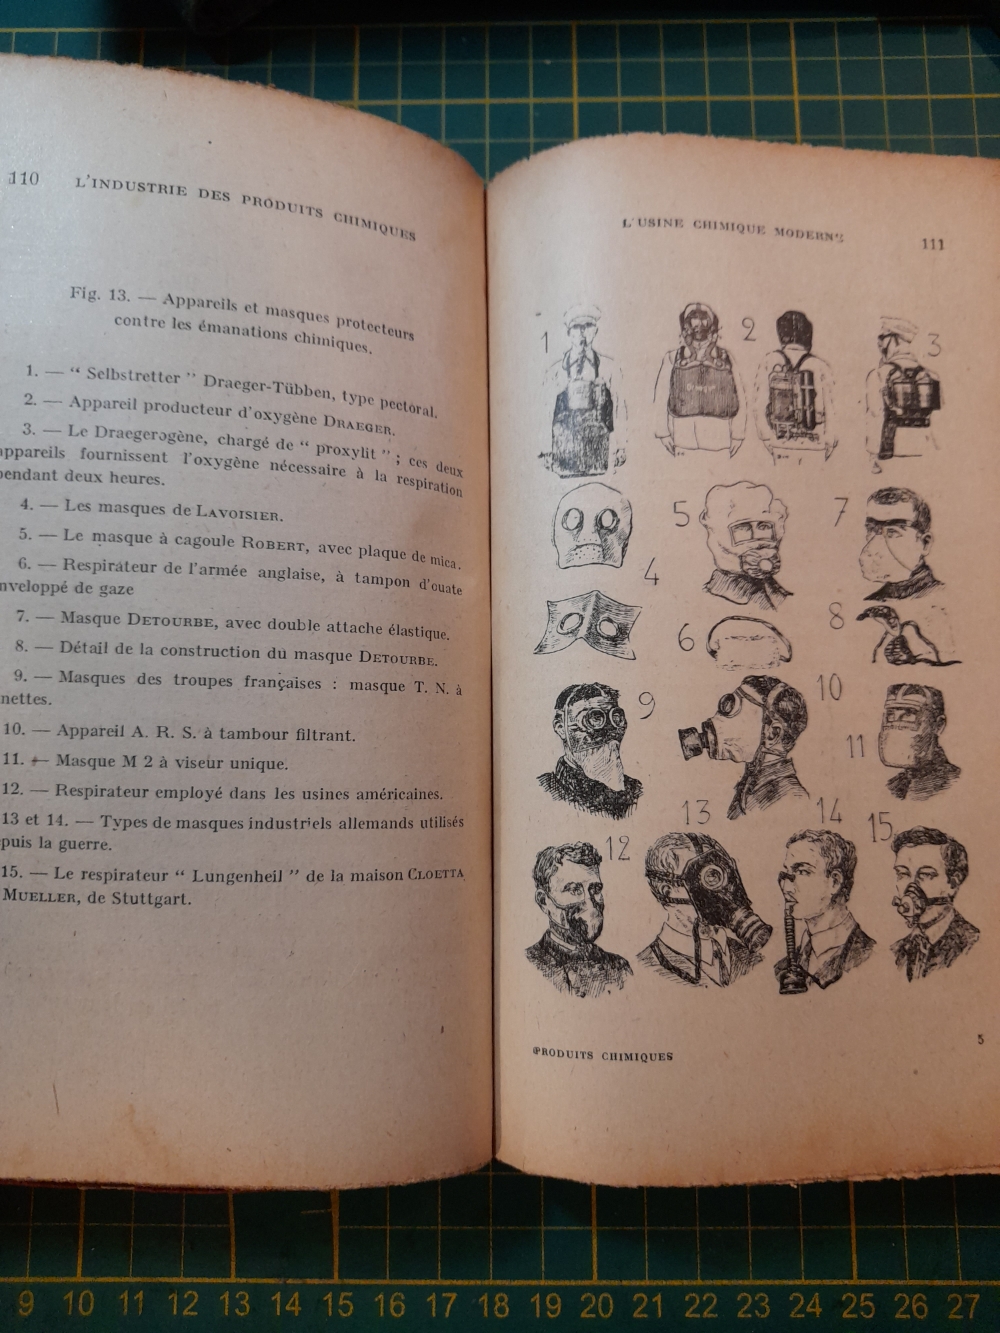 110 L'INDUSTRIE DES PRODUITS CHIMIQUES
Fig. 13. — Appareils et masques protecteurs
contre les émanations chimiques.
1. — “ Selbstretter ” Draeger-Tübben, type pectoral.
2. — Appareil producteur d'oxygène DRAEGER.
3. — Le Draegerogène, chargé de “ proxylit ” ; ces deux
appareils fournissent l'oxygène nécessaire à la respiration
pendant deux heures.
4. — Les masques de LAVOISIER.
5. — Le masque à cagoule ROBERT, avec plaque de mica.
6. — Respirateur de l'armée anglaise, à tampon d'ouate
nveloppé de gaze
7. — Masque DETOURBE, avec double attache élastique.
8. — Détail de la construction du masque DETOURBE.
9. — Masques des troupes françaises : masque T. N. à
nettes.
10. — Appareil A. R. S. à tambour filtrant.
11. — Masque M 2 à viseur unique.
12. — Respirateur employé dans les usines américaines.
13 et 14. — Types de masques industriels allemands utilisés
puis la guerre.
15. — Le respirateur “ Lungenheil ” de la maison CLOETTA
MUELLER, de Stuttgart.
L'USINE CHIMIQUE MODERNE 111
1 2 3
4
5
6
7
8
9
10
11
12
13
14
15
PRODUITS CHIMIQUES 5
9 10 11 12 13 14 15 16 17 18 19 20 21 22 23 24 25 26 27